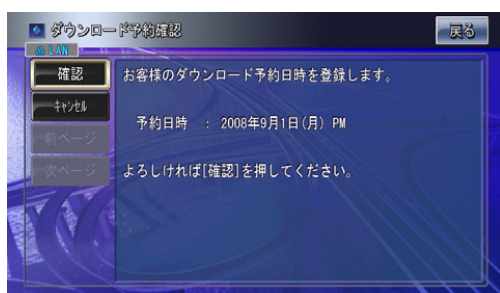 ダウンロード予約確認
戻る
LAN
確認
お客様のダウンロード予約日時を登録します。
キャンセル
予約日時 : 2008年9月1日(月) PM
前ページ
次ページ
よろしければ[確認]を押してください。